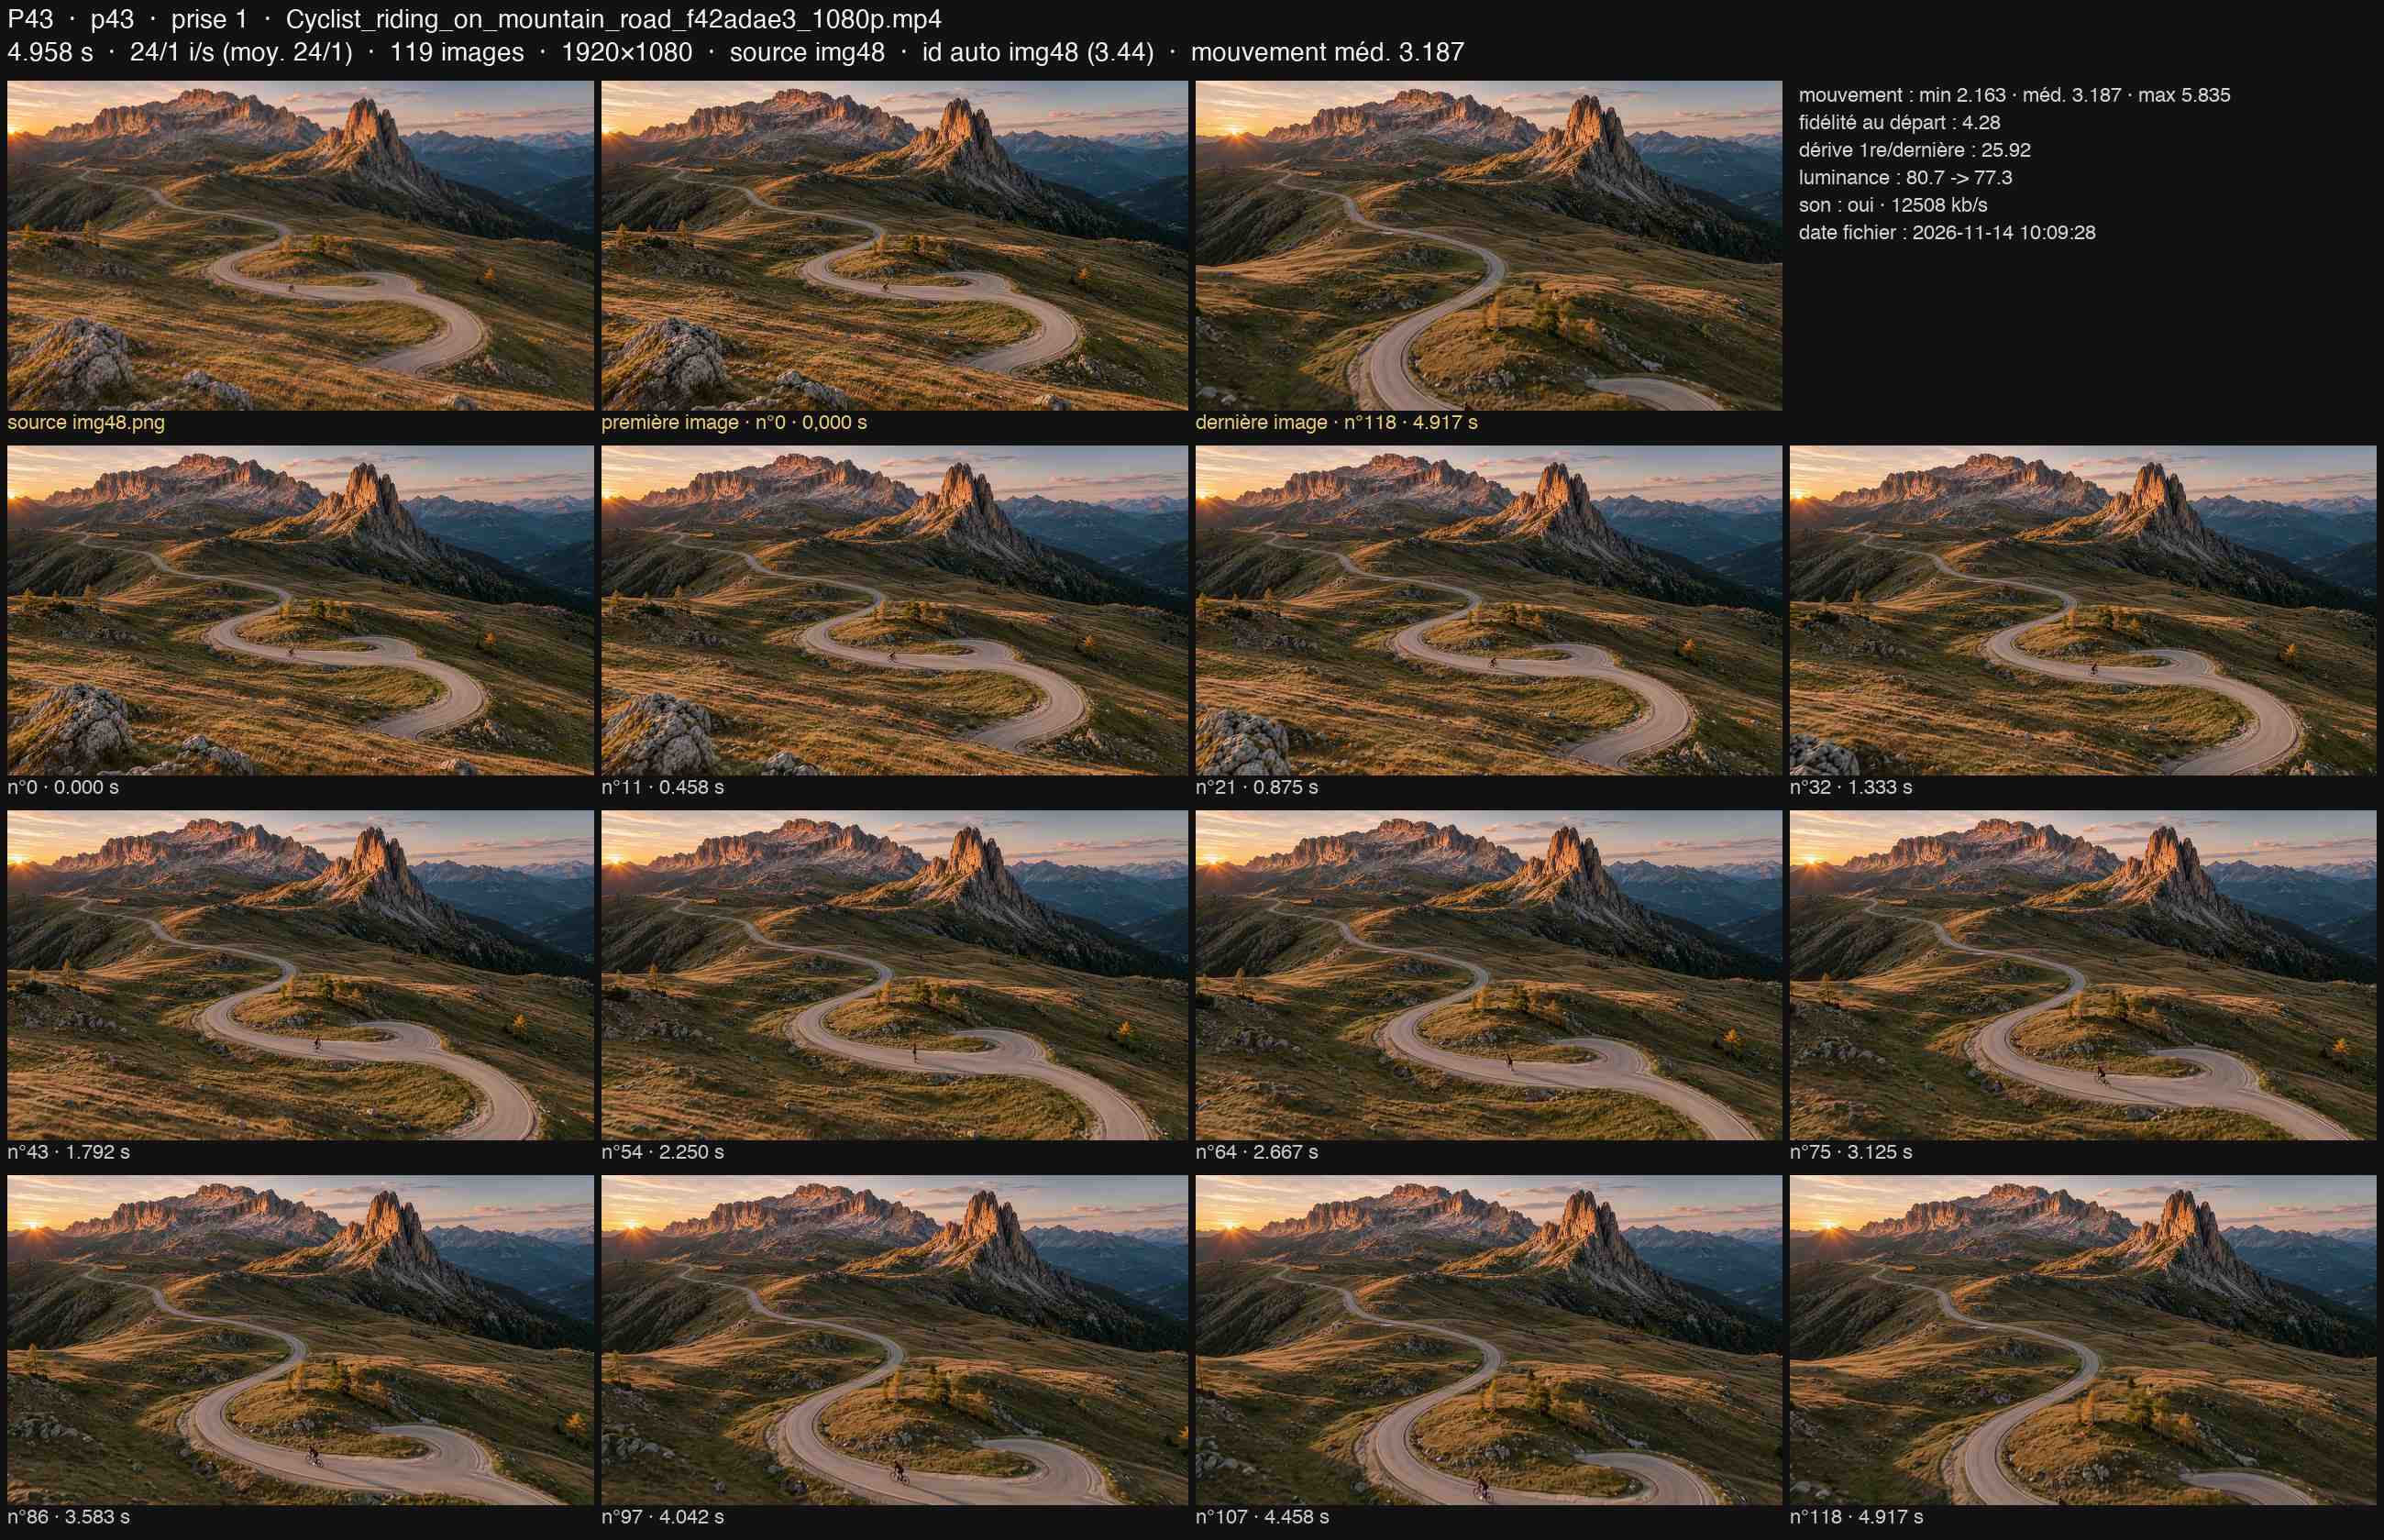 P43 · p43 · prise 1 · Cyclist_riding_on_mountain_road_f42adae3_1080p.mp4
4.958 s · 24/1 i/s (moy. 24/1) · 119 images · 1920×1080 · source img48 · id auto img48 (3.44) · mouvement méd. 3.187
mouvement : min 2.163 · méd. 3.187 · max 5.835
fidélité au départ : 4.28
dérive 1re/dernière : 25.92
luminance : 80.7 -> 77.3
son : oui · 12508 kb/s
date fichier : 2026-11-14 10:09:28
source img48.png
première image · n°0 · 0,000 s
dernière image · n°118 · 4.917 s
n°0 · 0.000 s
n°11 · 0.458 s
n°21 · 0.875 s
n°32 · 1.333 s
n°43 · 1.792 s
n°54 · 2.250 s
n°64 · 2.667 s
n°75 · 3.125 s
n°86 · 3.583 s
n°97 · 4.042 s
n°107 · 4.458 s
n°118 · 4.917 s